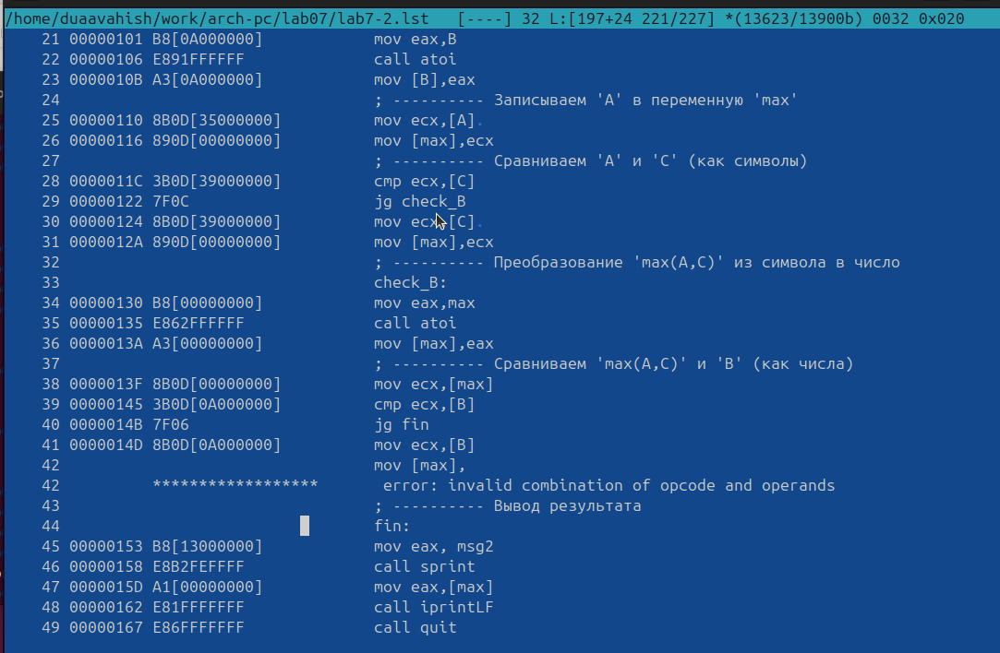 /home/duaavahish/work/arch-pc/lab07/lab7-2.lst [----] 32 L:[197+24 221/227] *(13623/13900b) 0032 0x020
21 00000101 B8[0A000000] mov eax,B
22 00000106 E891FFFFFF call atoi
23 0000010B A3[0A000000] mov [B],eax
24 ; ---------- Записываем 'A' в переменную 'max'
25 00000110 8B0D[35000000] mov ecx,[A].
26 00000116 890D[00000000] mov [max],ecx
27 ; ---------- Сравниваем 'A' и 'С' (как символы)
28 0000011C 3B0D[39000000] cmp ecx,[C]
29 00000122 7F0C jg check_B
30 00000124 8B0D[39000000] mov ecx,[C].
31 0000012A 890D[00000000] mov [max],ecx
32 ; ---------- Преобразование 'max(A,C)' из символа в число
33 check_B:
34 00000130 B8[00000000] mov eax,max
35 00000135 E862FFFFFF call atoi
36 0000013A A3[00000000] mov [max],eax
37 ; ---------- Сравниваем 'max(A,C)' и 'B' (как числа)
38 0000013F 8B0D[00000000] mov ecx,[max]
39 00000145 3B0D[0A000000] cmp ecx,[B]
40 0000014B 7F06 jg fin
41 0000014D 8B0D[0A000000] mov ecx,[B]
42 mov [max],
42 ****************** error: invalid combination of opcode and operands
43 ; ---------- Вывод результата
44 fin:
45 00000153 B8[13000000] mov eax, msg2
46 00000158 E8B2FEFFFF call sprint
47 0000015D A1[00000000] mov eax,[max]
48 00000162 E81FFFFFFF call iprintLF
49 00000167 E86FFFFFFF call quit